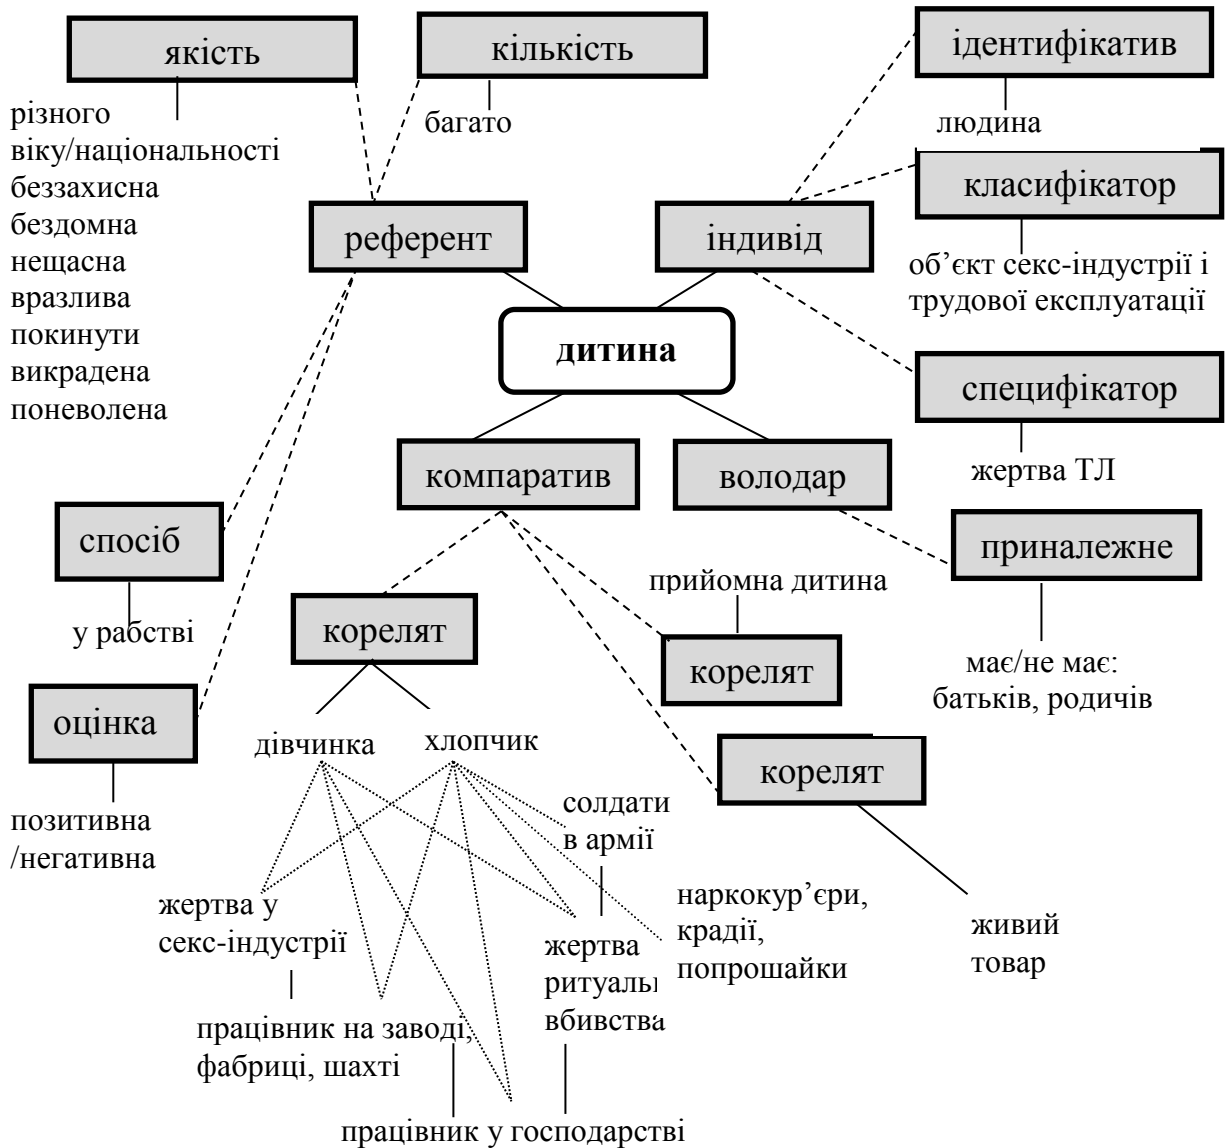 якість
кількість
ідентифікатив
різного
віку/національності
беззахисна
бездомна
нещасна
вразлива
покинути
викрадена
поневолена
багато
людина
класифікатор
референт
індивід
об’єкт секс-індустрії і
трудової експлуатації
дитина
специфікатор
компаратив
володар
жертва ТЛ
спосіб
приналежне
прийомна дитина
у рабстві
корелят
корелят
має/не має:
батьків, родичів
оцінка
дівчинка
хлопчик
корелят
позитивна
/негативна
солдати
в армії
жертва у
секс-індустрії
наркокур’єри,
крадії,
попрошайки
живий
товар
жертва
ритуаль
вбивства
працівник на заводі,
фабриці, шахті
працівник у господарстві